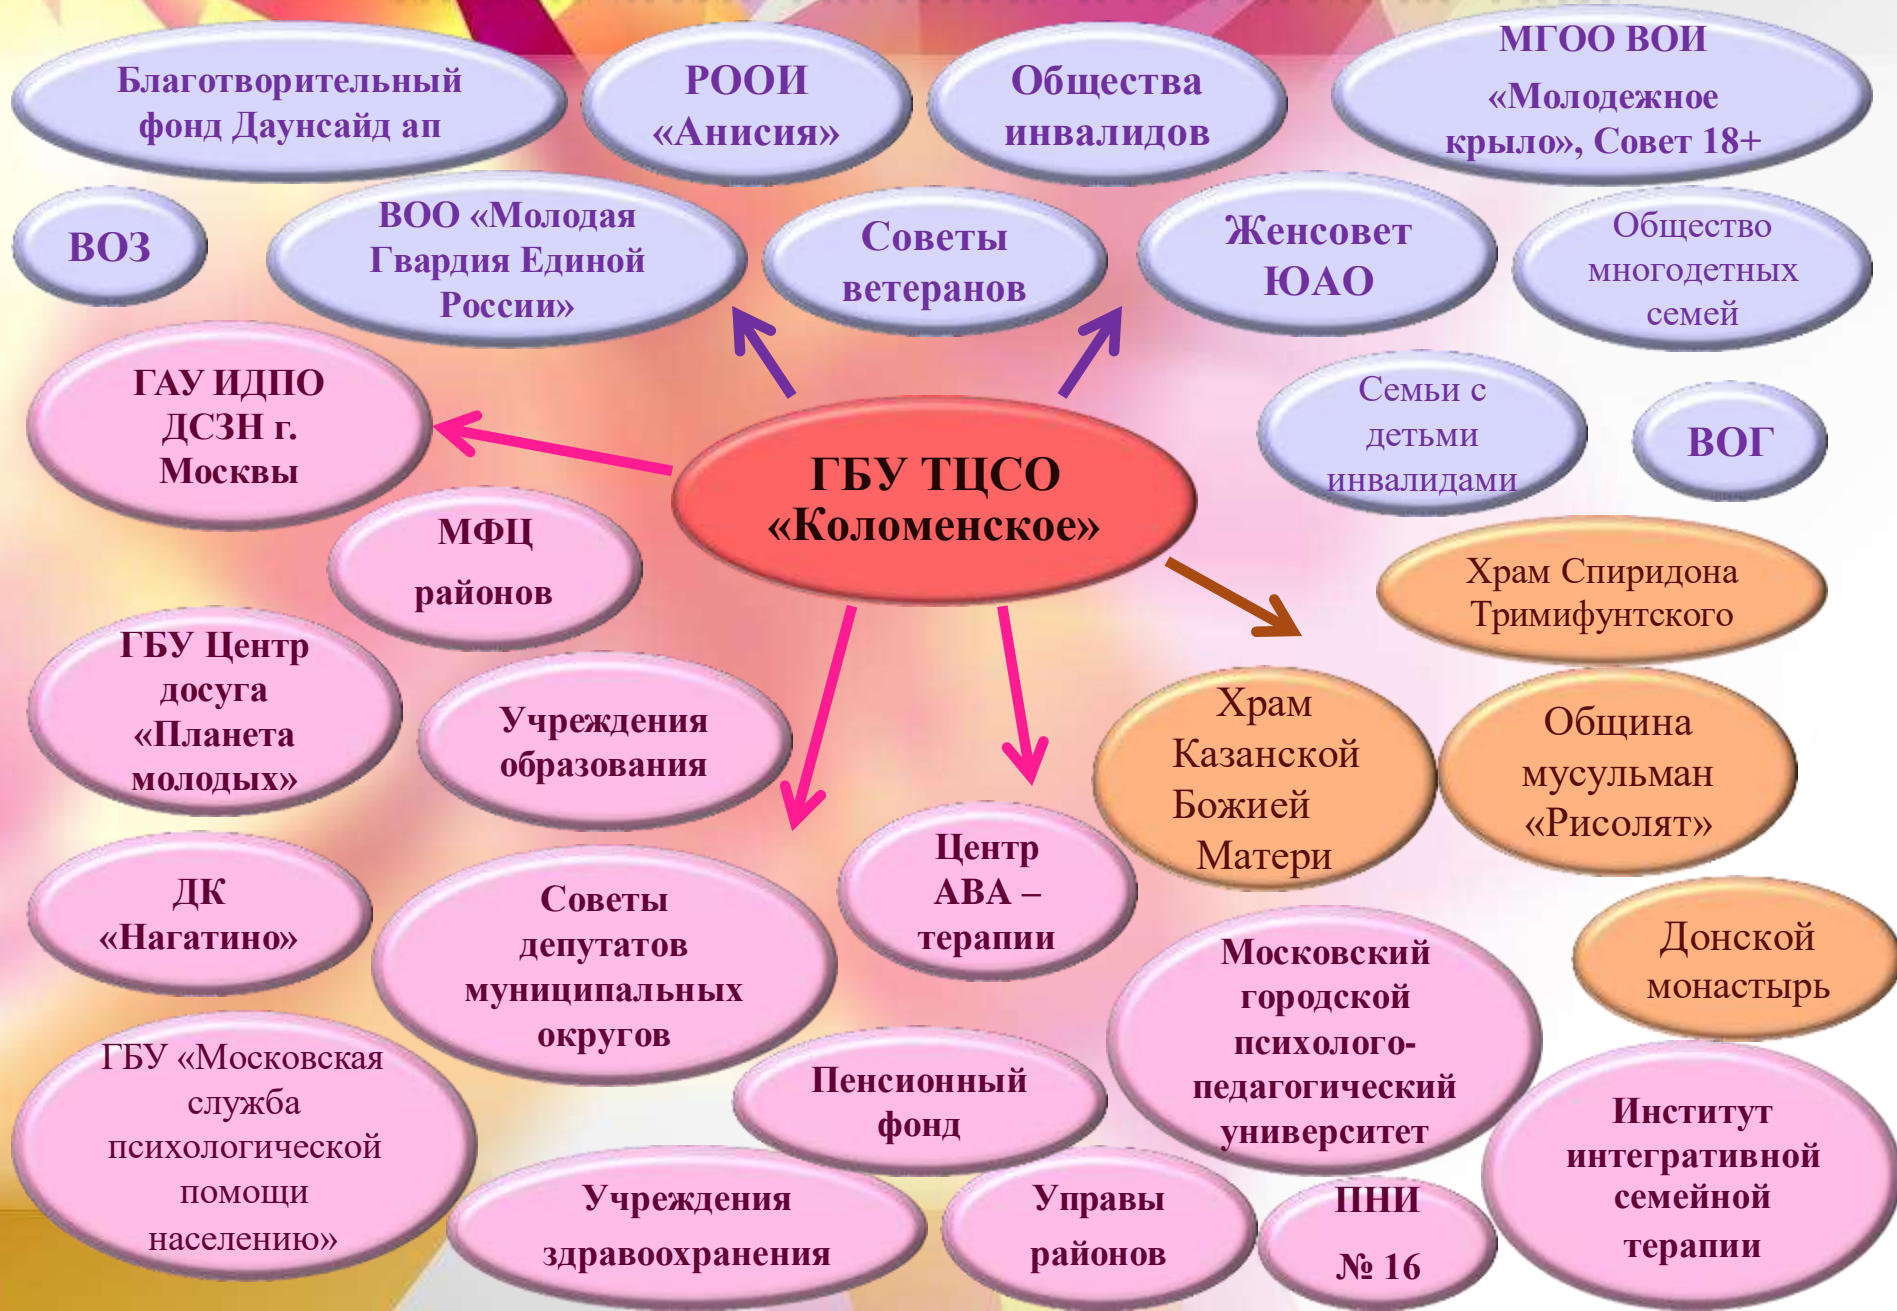 Благотворительный
фонд Даунсайд ап
РООИ
«Анисия»
Общества
инвалидов
МГОО ВОИ
«Молодежное
крыло», Совет 18+
ВОЗ
ВОО «Молодая
Гвардия Единой
России»
Советы
ветеранов
Женсовет
ЮАО
Общество
многодетных
семей
ГАУ ИДПО
ДСЗН г.
Москвы
ГБУ ТЦСО
«Коломенское»
Семьи с
детьми
инвалидами
ВОГ
МФЦ
районов
Храм Спиридона
Тримифунтского
ГБУ Центр
досуга
«Планета
молодых»
Учреждения
образования
Храм
Казанской
Божией
Матери
Община
мусульман
«Рисолят»
ДК
«Нагатино»
Советы
депутатов
муниципальных
округов
Центр
АВА –
терапии
Московский
городской
психолого-
педагогический
университет
Донской
монастырь
ГБУ «Московская
служба
психологической
помощи
населению»
Пенсионный
фонд
Учреждения
здравоохранения
Управы
районов
ПНИ
№ 16
Институт
интегративной
семейной
терапии